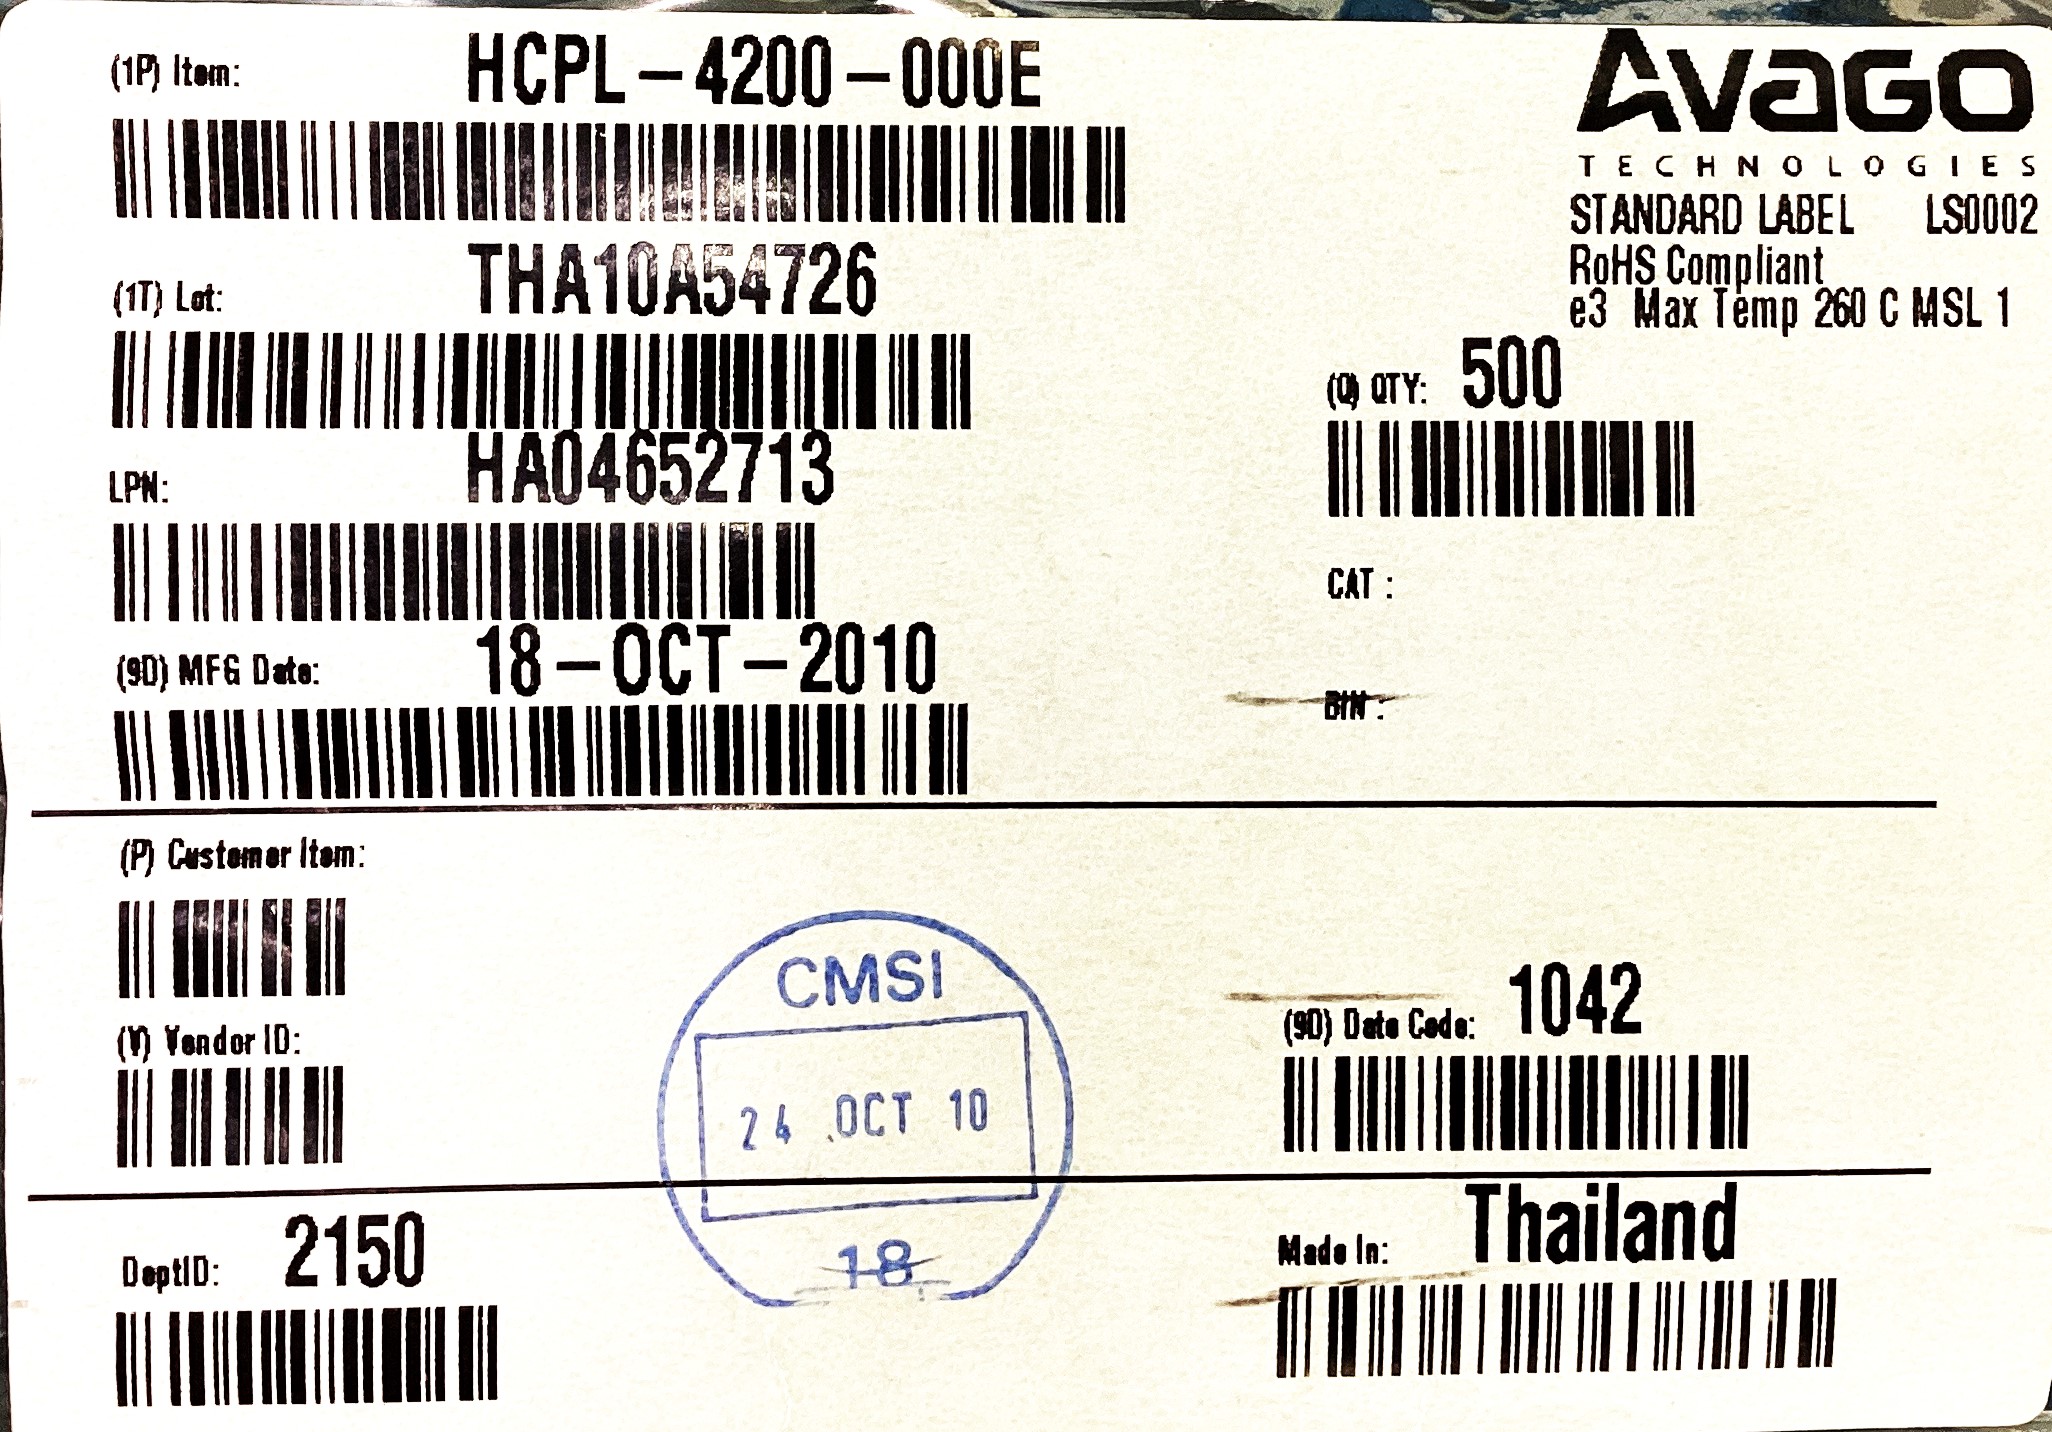 (1P) Item: HCPL-4200-000E
AVAGO
TECHNOLOGIES
STANDARD LABEL LS0002
RoHS Compliant
e3 Max Temp 260 C MSL 1
(1T) Lot: THA10A54726
(Q) QTY: 500
LPN: HA04652713
CAT :
(9D) MFG Date: 18-OCT-2010
BIN :
(P) Customer Item:
CMSI
(V) Vendor ID:
(9D) Date Code: 1042
24 .OCT 10
DeptID: 2150
18
Made In: Thailand